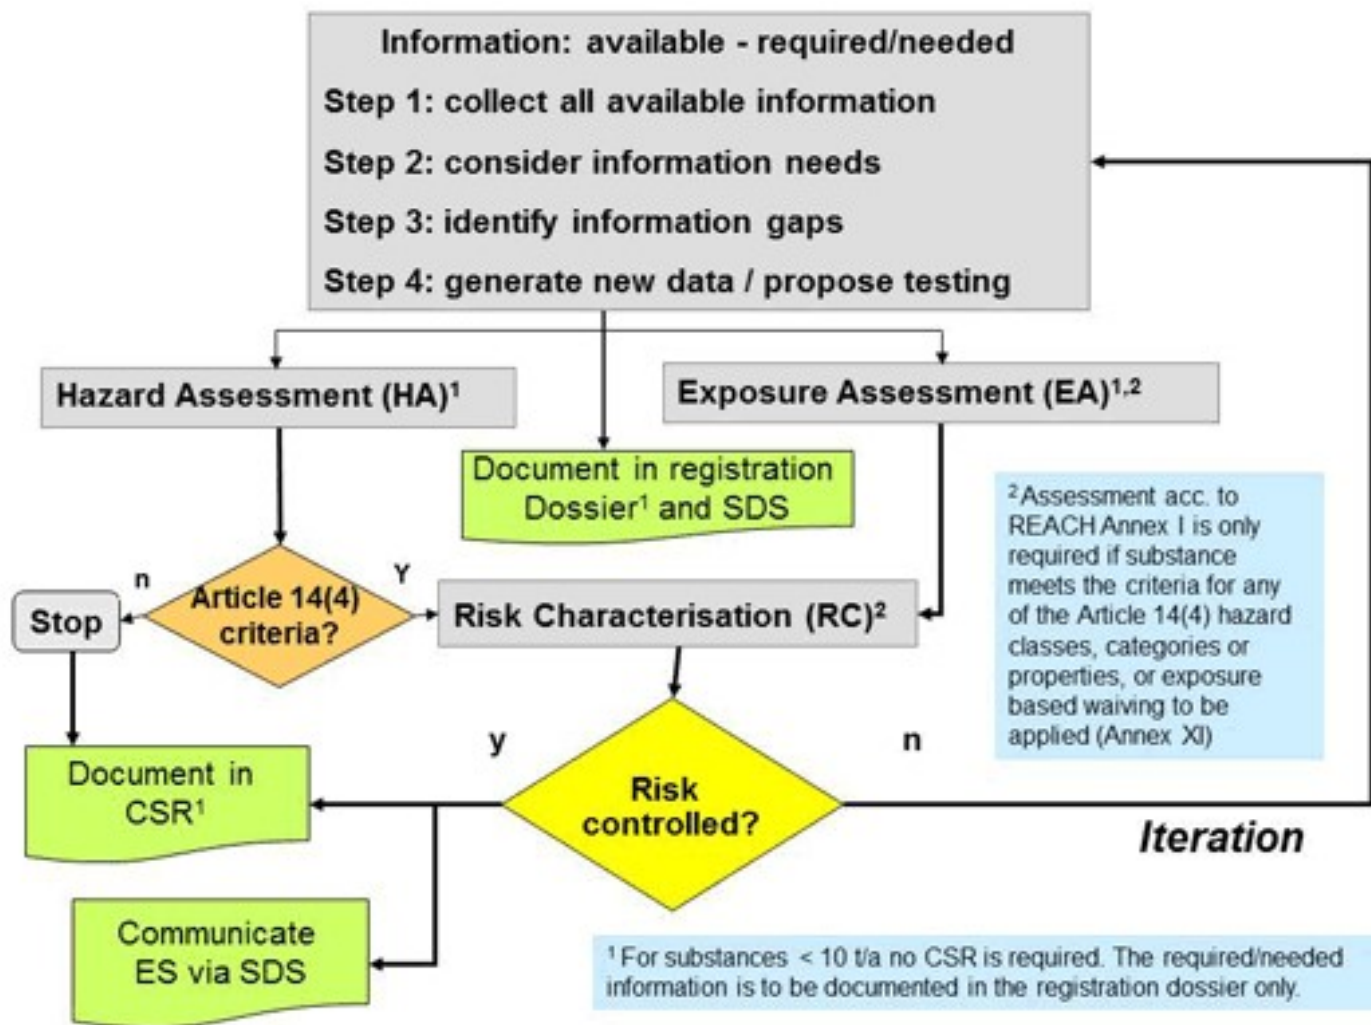 Information: available - required/needed
Step 1: collect all available information
Step 2: consider information needs
Step 3: identify information gaps
Step 4: generate new data / propose testing
Hazard Assessment (HA)¹
Exposure Assessment (EA)¹,²
Document in registration
Dossier¹ and SDS
² Assessment acc. to
REACH Annex I is only
required if substance
meets the criteria for any
of the Article 14(4) hazard
classes, categories or
properties, or exposure
based waiving to be
applied (Annex XI)
n
Article 14(4)
criteria?
Y
Stop
Risk Characterisation (RC)²
y
n
Document in
CSR¹
Risk
controlled?
Iteration
Communicate
ES via SDS
¹ For substances < 10 t/a no CSR is required. The required/needed
information is to be documented in the registration dossier only.